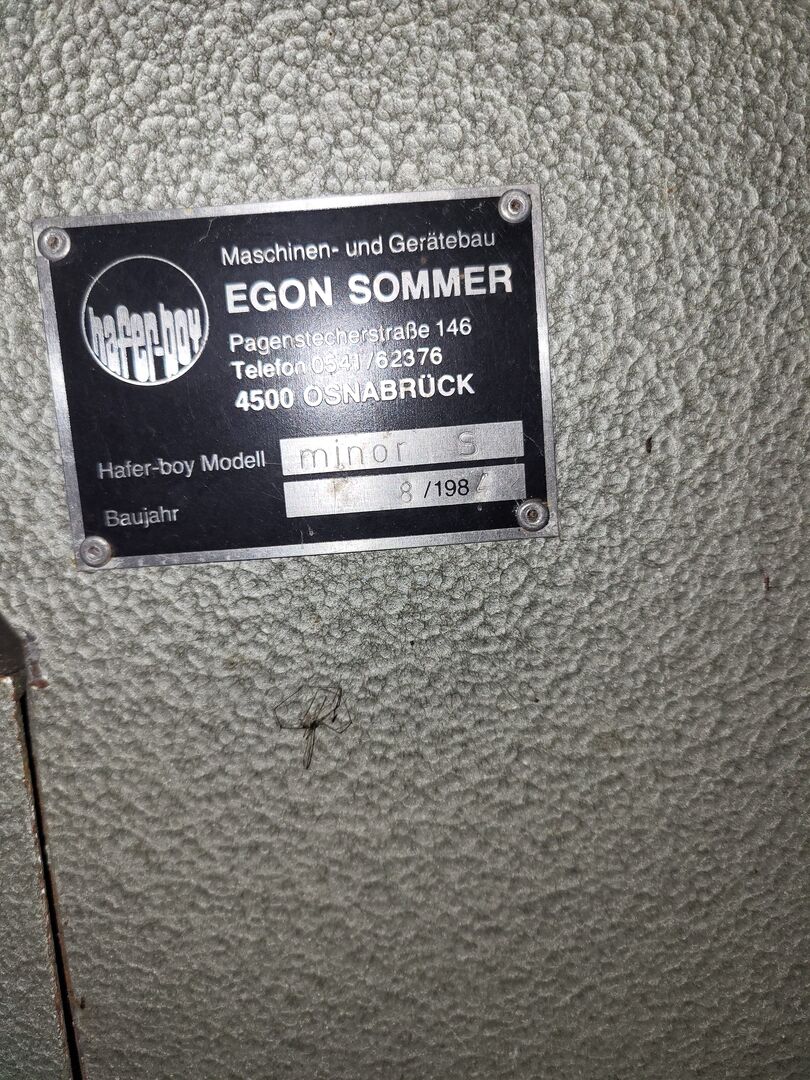 hafer-boy
Maschinen- und Gerätebau
EGON SOMMER
Pagenstecherstraße 146
Telefon 0541/62376
4500 OSNABRÜCK
Hafer-boy Modell minor S
Baujahr 8/1984